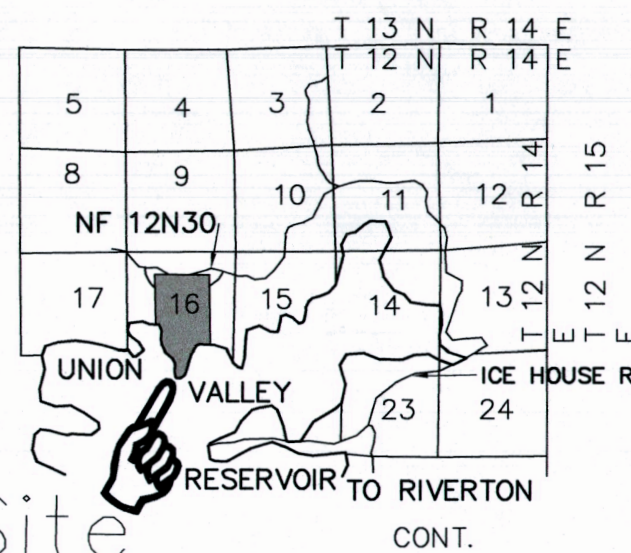 T 13 N R 14 E
T 12 N R 14 E
5 4 3 2 1
8 9 10 11 12
NF 12N30
17 16 15 14 13
T 12 N R 14 E
T 12 N R 15 E
UNION
VALLEY
ICE HOUSE R
23 24
RESERVOIR
TO RIVERTON
Site
CONT.